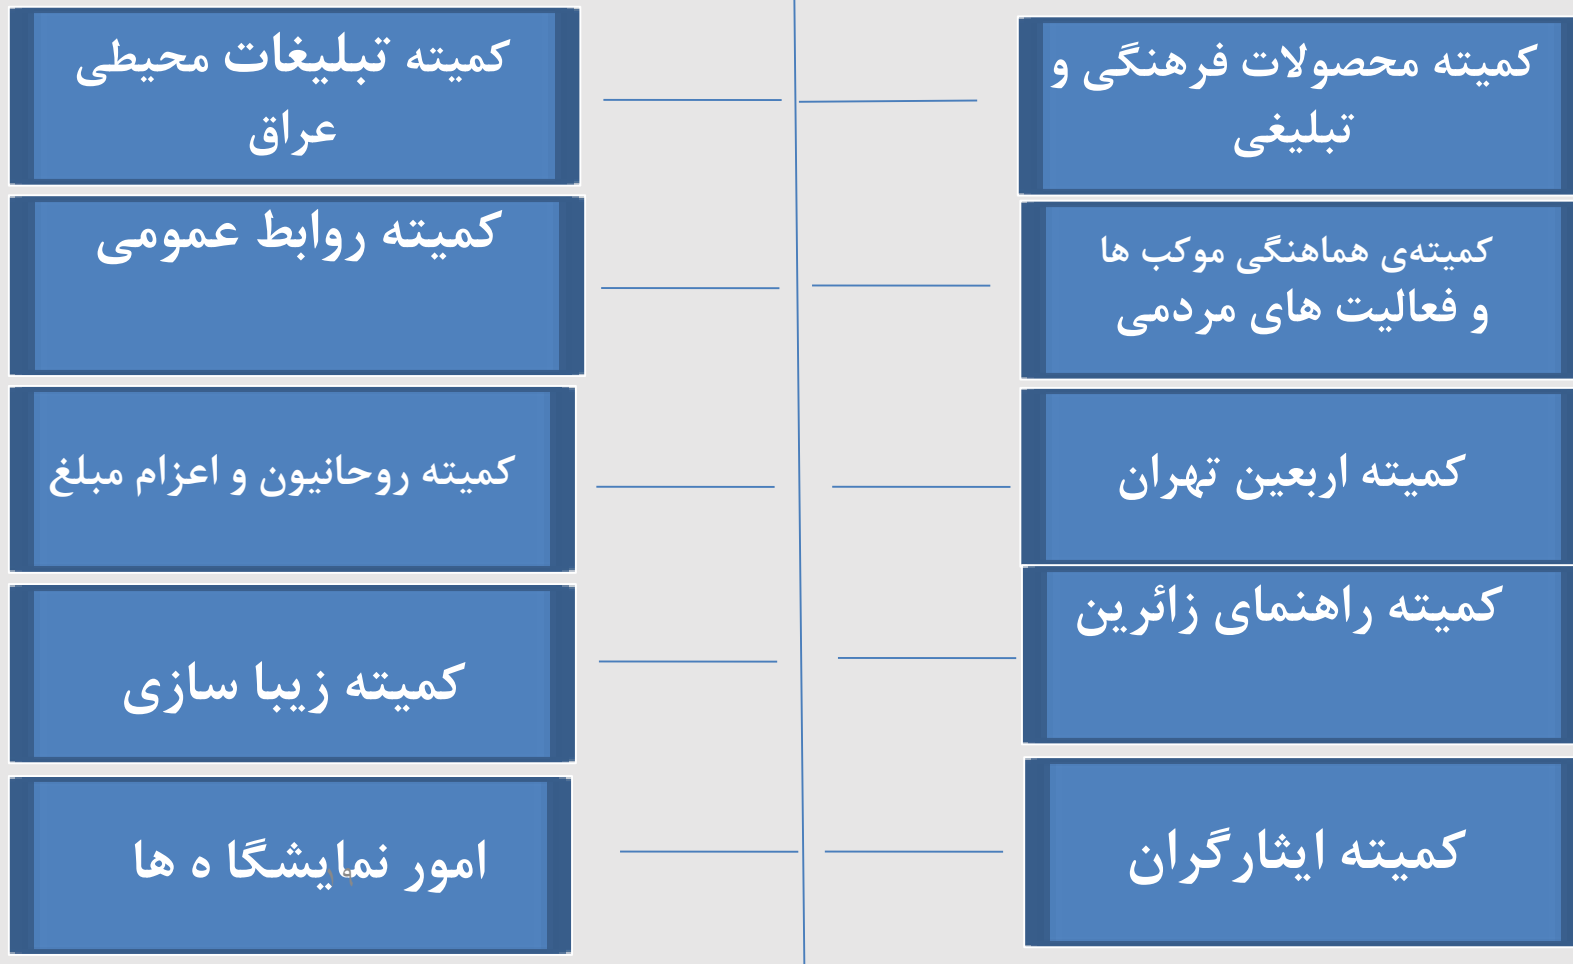 کمیته محصولات فرهنگی و
تبلیغی
کمیته تبلیغات محیطی
عراق
کمیته‌ی هماهنگی موکب ها
و فعالیت های مردمی
کمیته روابط عمومی
کمیته اربعین تهران
کمیته روحانیون و اعزام مبلغ
کمیته راهنمای زائرین
کمیته زیبا سازی
کمیته ایثارگران
امور نمایشگا ه ها
۱۹